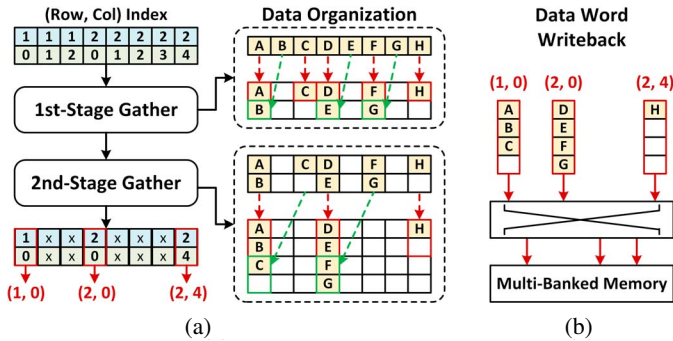 (Row, Col) Index
1 1 1 2 2 2 2 2
0 1 2 0 1 2 3 4
1st-Stage Gather
2nd-Stage Gather
1 x x 2 x x x 2
0 x x 0 x x x 4
(1, 0) (2, 0) (2, 4)
(a)
Data Organization
A B C D E F G H
A C D F H
B E G
A C D F H
B E G
A D H
B E
C F
G
Data Word
Writeback
(1, 0) (2, 0) (2, 4)
A D H
B E
C F
G
Multi-Banked Memory
(b)